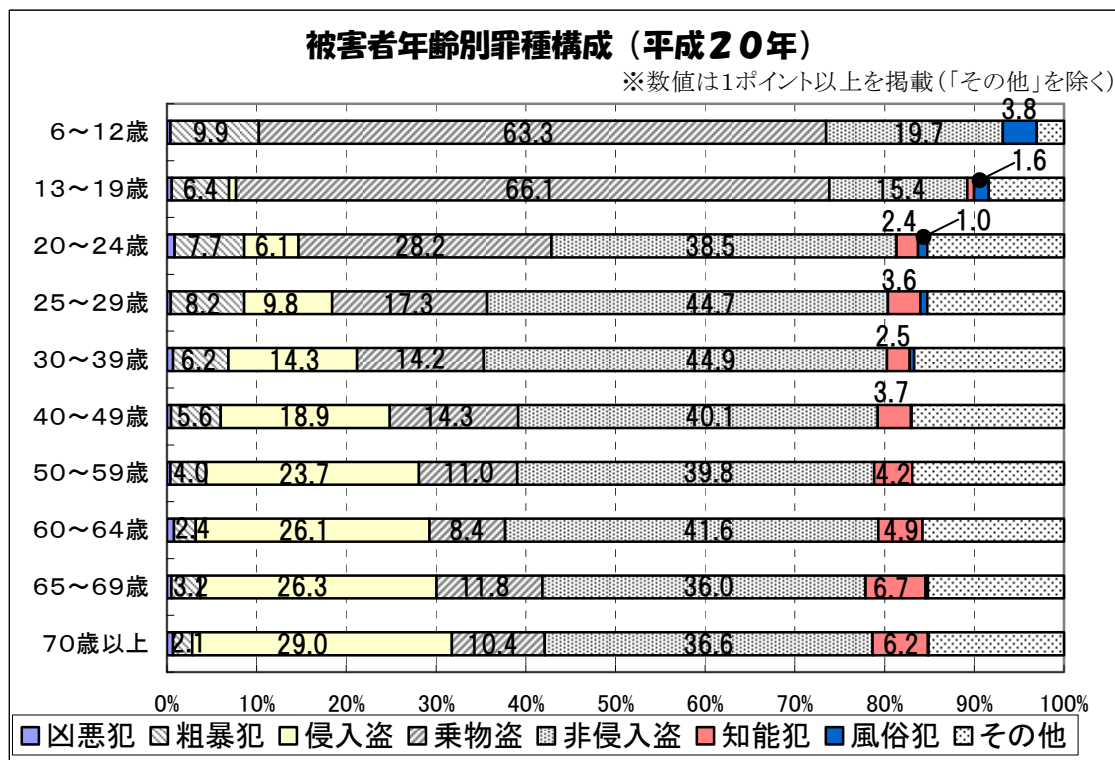 被害者年齢別罪種構成（平成２０年）
※数値は1ポイント以上を掲載（「その他」を除く）
6～12歳 9.9 63.3 19.7 3.8
13～19歳 6.4 66.1 15.4 1.6
20～24歳 7.7 6.1 28.2 38.5 2.4 1.0
25～29歳 8.2 9.8 17.3 44.7 3.6
30～39歳 6.2 14.3 14.2 44.9 2.5
40～49歳 5.6 18.9 14.3 40.1 3.7
50～59歳 4.0 23.7 11.0 39.8 4.2
60～64歳 2.4 26.1 8.4 41.6 4.9
65～69歳 3.2 26.3 11.8 36.0 6.7
70歳以上 2.1 29.0 10.4 36.6 6.2
0% 10% 20% 30% 40% 50% 60% 70% 80% 90% 100%
凶悪犯 粗暴犯 侵入盗 乗物盗 非侵入盗 知能犯 風俗犯 その他